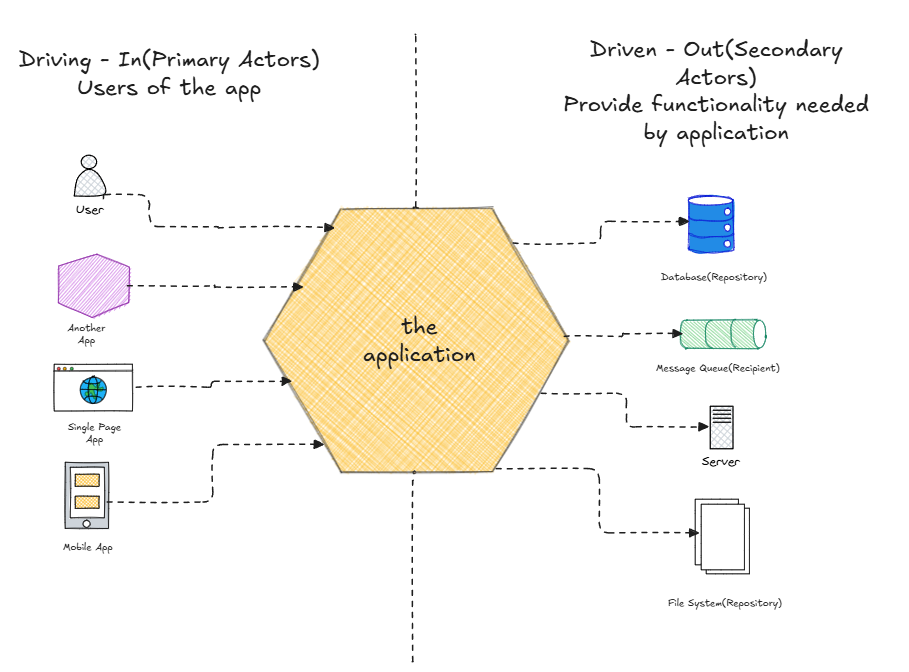 Driving - In(Primary Actors)
Users of the app
Driven - Out(Secondary
Actors)
Provide functionality needed
by application
User
Another
App
Single Page
App
Mobile App
the
application
Database(Repository)
Message Queue(Recipient)
Server
File System(Repository)